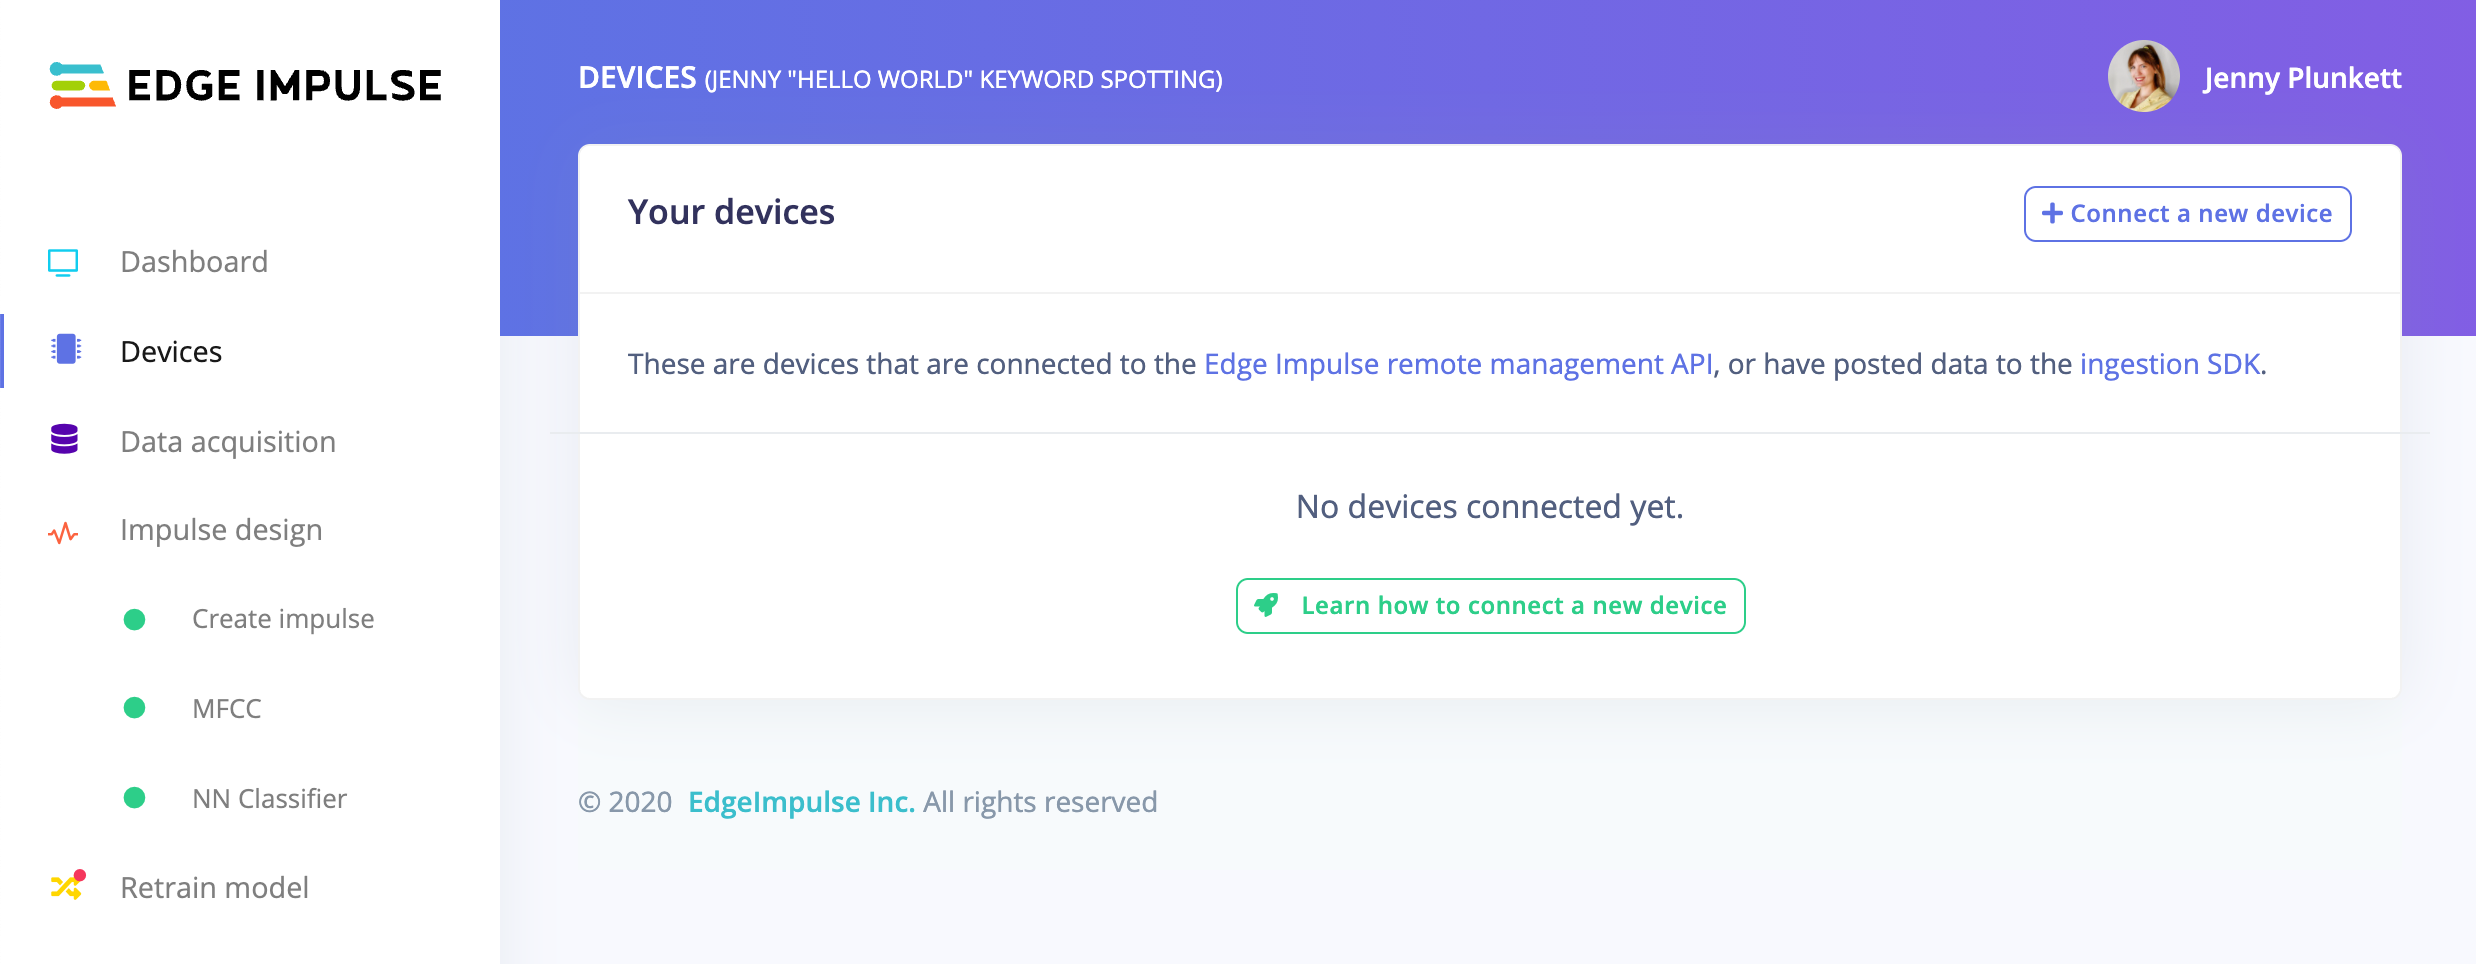 EDGE IMPULSE
Dashboard
Devices
Data acquisition
Impulse design
Create impulse
MFCC
NN Classifier
Retrain model
DEVICES (JENNY "HELLO WORLD" KEYWORD SPOTTING)
Jenny Plunkett
Your devices
+ Connect a new device
These are devices that are connected to the Edge Impulse remote management API, or have posted data to the ingestion SDK.
No devices connected yet.
Learn how to connect a new device
© 2020 EdgeImpulse Inc. All rights reserved